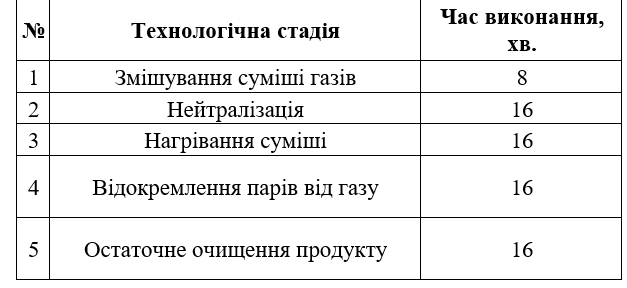 № Технологічна стадія Час виконання, хв.
1 Змішування суміші газів 8
2 Нейтралізація 16
3 Нагрівання суміші 16
4 Відокремлення парів від газу 16
5 Остаточне очищення продукту 16